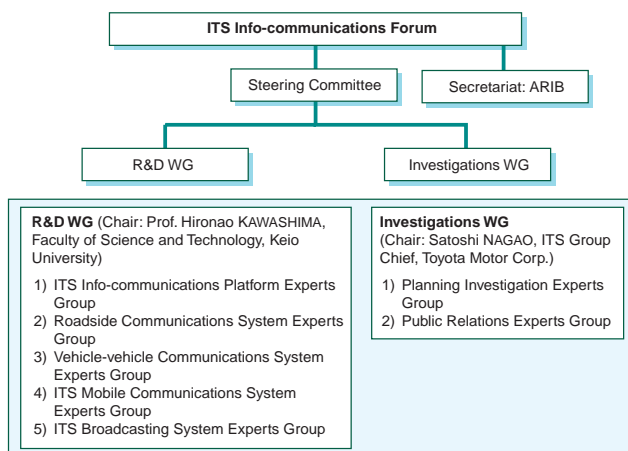 ITS Info-communications Forum
Steering Committee
Secretariat: ARIB
R&D WG
Investigations WG
R&D WG (Chair: Prof. Hironao KAWASHIMA,
Faculty of Science and Technology, Keio
University)
1) ITS Info-communications Platform Experts
Group
2) Roadside Communications System Experts
Group
3) Vehicle-vehicle Communications System
Experts Group
4) ITS Mobile Communications System
Experts Group
5) ITS Broadcasting System Experts Group
Investigations WG
(Chair: Satoshi NAGAO, ITS Group
Chief, Toyota Motor Corp.)
1) Planning Investigation Experts
Group
2) Public Relations Experts Group